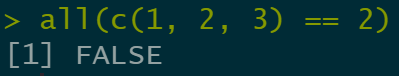 > all(c(1, 2, 3) == 2)
[1] FALSE